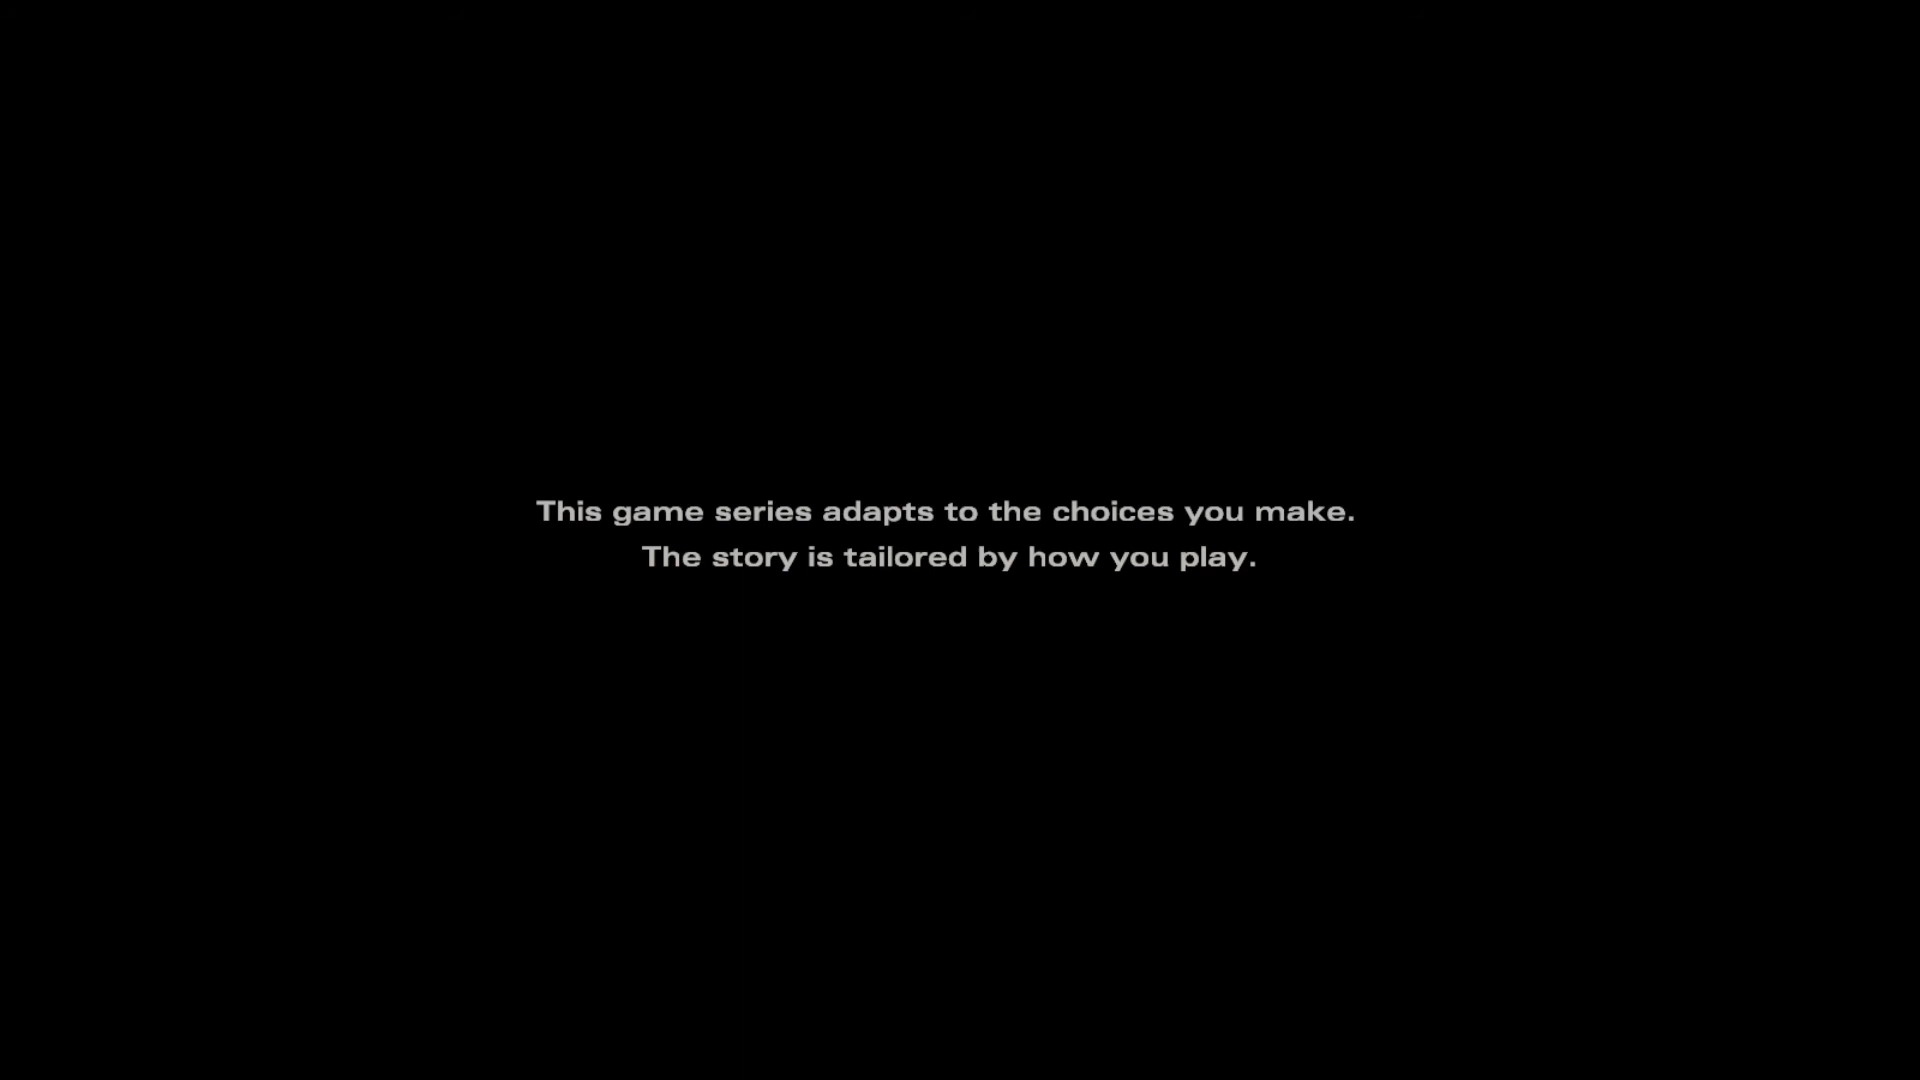 This game series adapts to the choices you make.
The story is tailored by how you play.